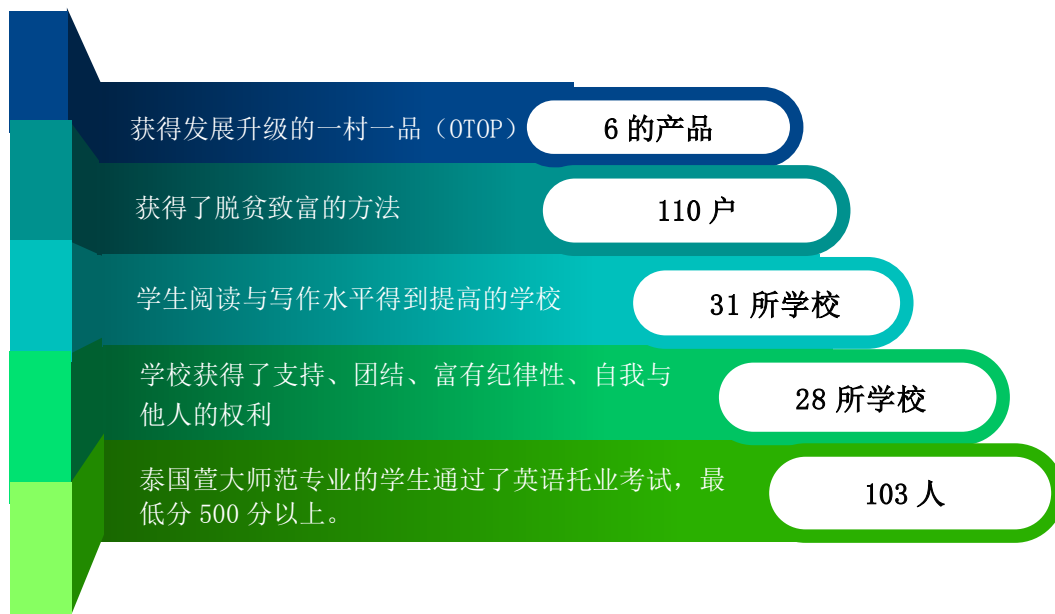 获得发展升级的一村一品（OTOP）
6 的产品
获得了脱贫致富的方法
110 户
学生阅读与写作水平得到提高的学校
31 所学校
学校获得了支持、团结、富有纪律性、自我与
他人的权利
28 所学校
泰国萱大师范专业的学生通过了英语托业考试，最
低分 500 分以上。
103 人